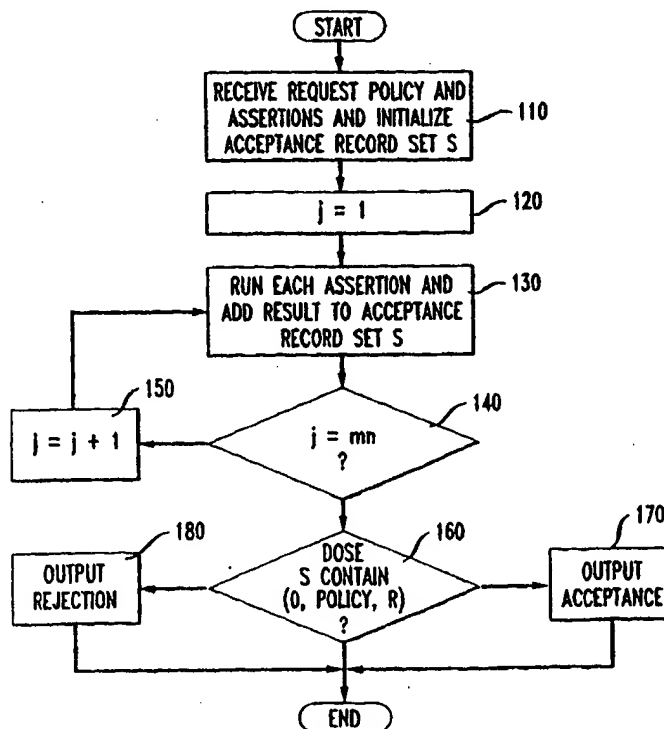 START
RECEIVE REQUEST POLICY AND
ASSERTIONS AND INITIALIZE
ACCEPTANCE RECORD SET S
110
j = 1
120
RUN EACH ASSERTION AND
ADD RESULT TO ACCEPTANCE
RECORD SET S
130
150
j = j + 1
140
j = mn
?
180
OUTPUT
REJECTION
160
DOSE
S CONTAIN
(0, POLICY, R)
?
170
OUTPUT
ACCEPTANCE
END